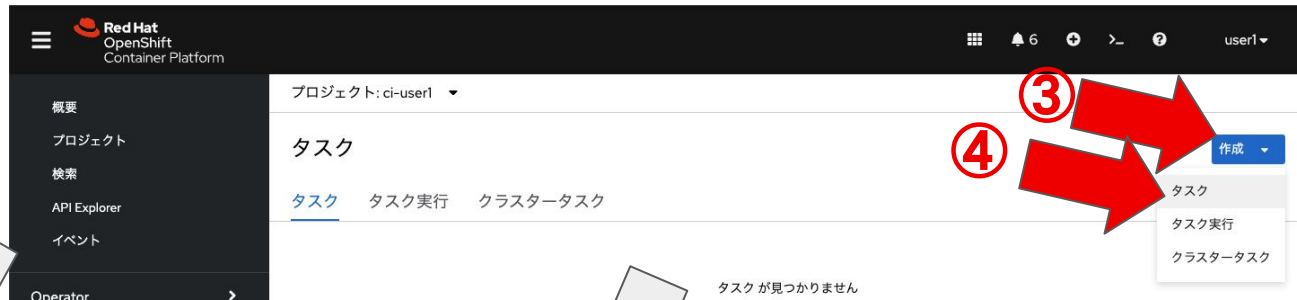 Red Hat
OpenShift
Container Platform
6
user1
概要
プロジェクト
検索
API Explorer
イベント
Operator
プロジェクト: ci-user1
③
タスク
④
作成
タスク タスク実行 クラスタータスク
タスク
タスク実行
クラスタータスク
タスク が見つかりません